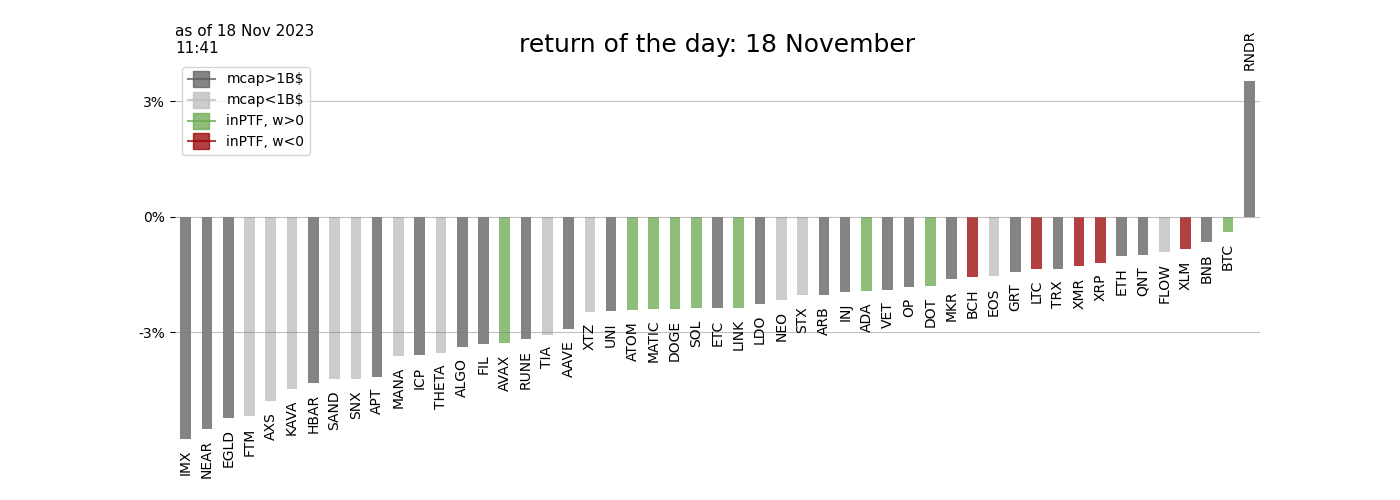 as of 18 Nov 2023
11:41
return of the day: 18 November
mcap>1B$
mcap<1B$
inPTF, w>0
inPTF, w<0
3%
0%
-3%
IMX
NEAR
EGLD
FTM
AXS
KAVA
HBAR
SAND
SNX
APT
MANA
ICP
THETA
ALGO
FIL
AVAX
RUNE
TIA
AAVE
XTZ
UNI
ATOM
MATIC
DOGE
SOL
ETC
LINK
LDO
NEO
STX
ARB
INJ
ADA
VET
OP
DOT
MKR
BCH
EOS
GRT
LTC
TRX
XMR
XRP
ETH
QNT
FLOW
XLM
BNB
BTC
RNDR